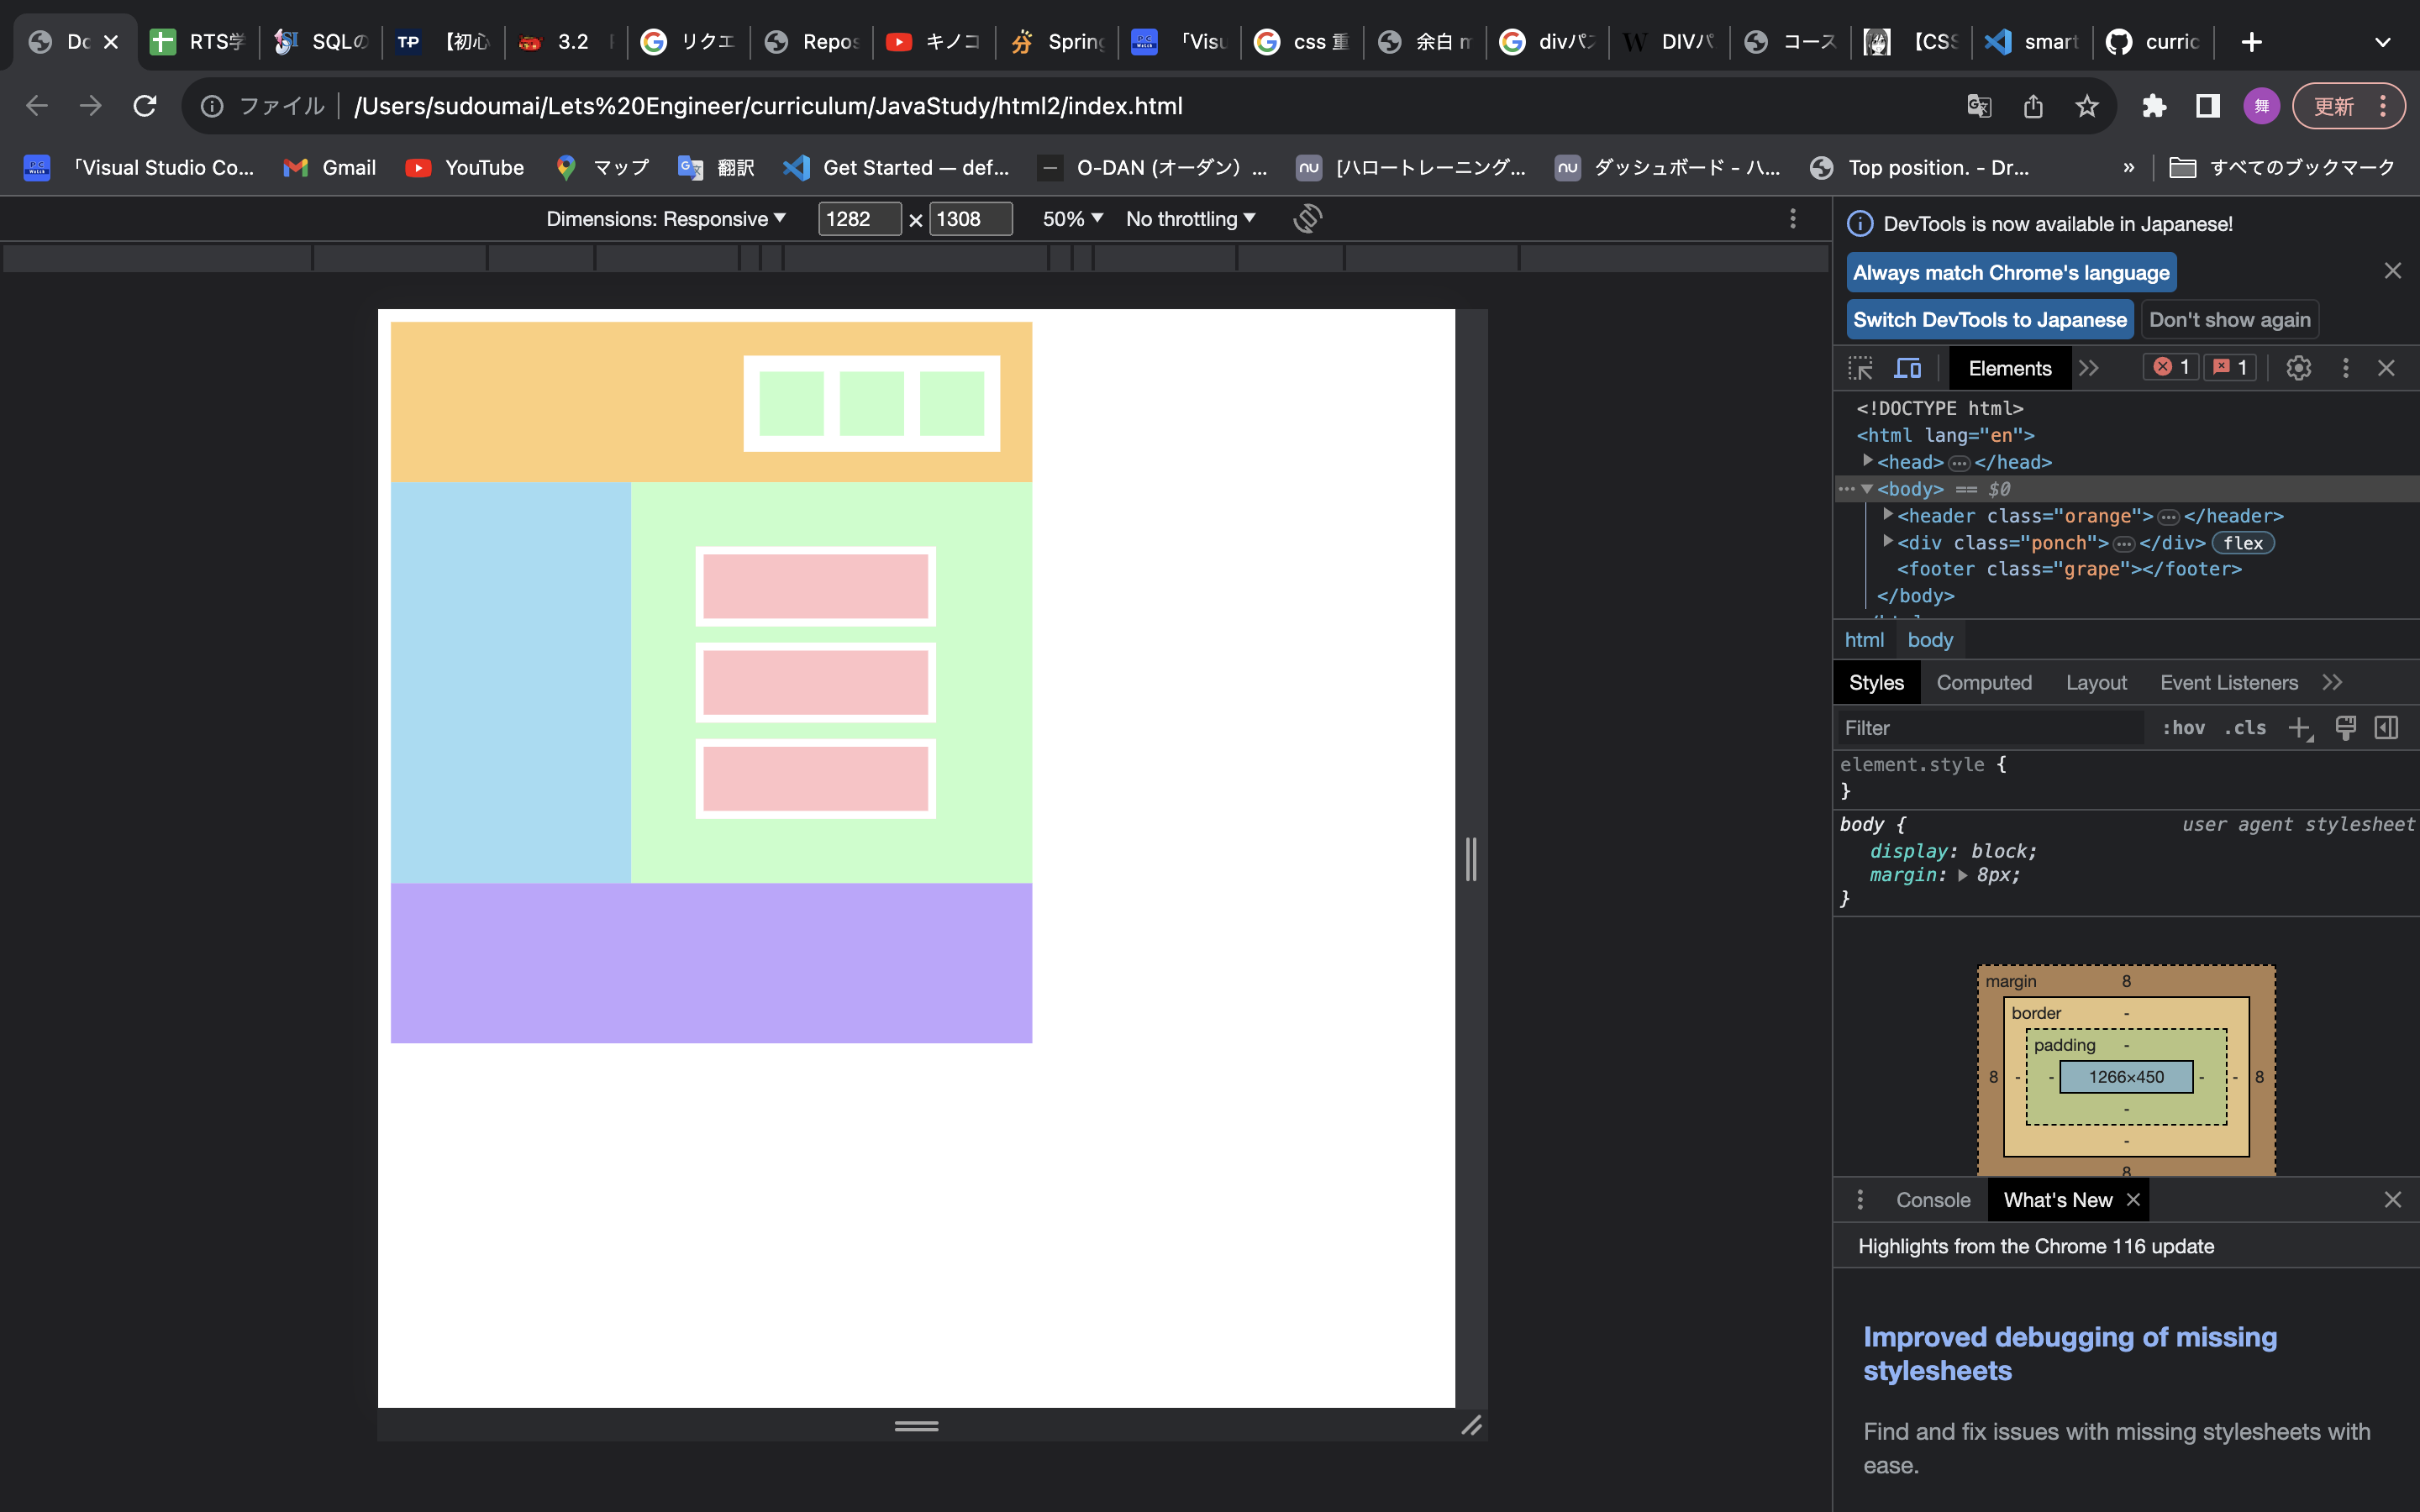 Do
RTS学
SQLの
TP 【初心
3.2
リクエ
Repos
キノコ
Spring
「Visu
css 重
余白 m
divパ
W DIVパ
コース
【CSS
smart
curric
ファイル /Users/sudoumai/Lets%20Engineer/curriculum/JavaStudy/html2/index.html
舞
更新
「Visual Studio Co...
Gmail
YouTube
マップ
翻訳
Get Started — def...
O-DAN (オーダン) ...
[ハロートレーニング...
ダッシュボード - ハ...
Top position. - Dr...
»
すべてのブックマーク
Dimensions: Responsive 1282 × 1308 50% No throttling
DevTools is now available in Japanese!
Always match Chrome's language
Switch DevTools to Japanese Don't show again
Elements 1 1
<!DOCTYPE html>
<html lang="en">
<head>…</head>
<body> == $0
<header class="orange">…</header>
<div class="ponch">…</div> flex
<footer class="grape"></footer>
</body>
html body
Styles Computed Layout Event Listeners
Filter :hov .cls
element.style {
}
body { user agent stylesheet
display: block;
margin: 8px;
}
margin 8
border -
padding -
8 - - 1266×450 - - 8
-
-
8
Console What's New
Highlights from the Chrome 116 update
Improved debugging of missing
stylesheets
Find and fix issues with missing stylesheets with
ease.